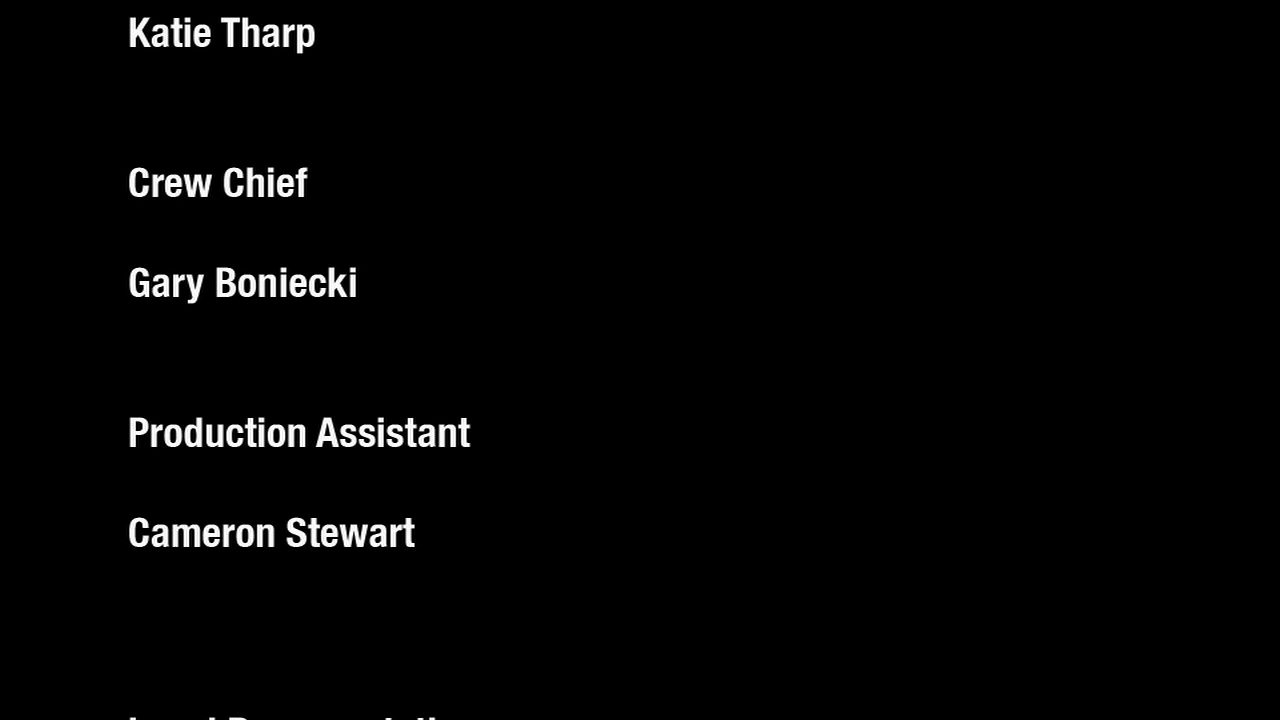 Katie Tharp
Crew Chief
Gary Boniecki
Production Assistant
Cameron Stewart